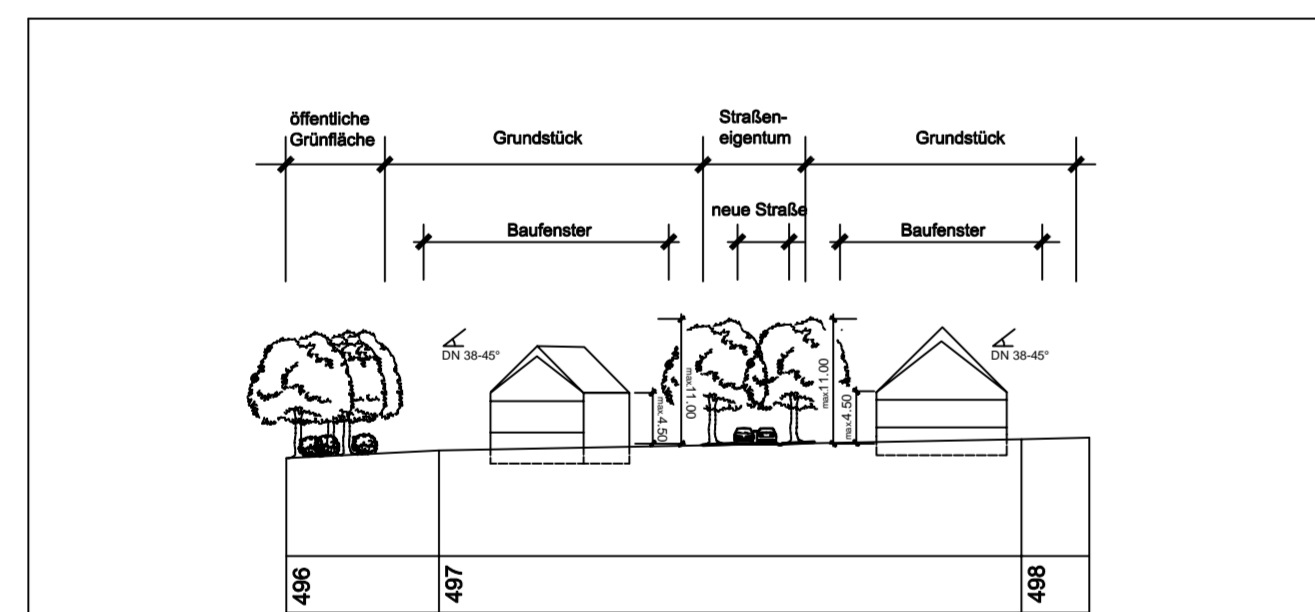 öffentliche
Grünfläche
Grundstück
Straßen-
eigentum
Grundstück
Baufenster
neue Straße
Baufenster
DN 38-45°
max.4.50
max.11.00
max.11.00
max.4.50
DN 38-45°
496
497
498